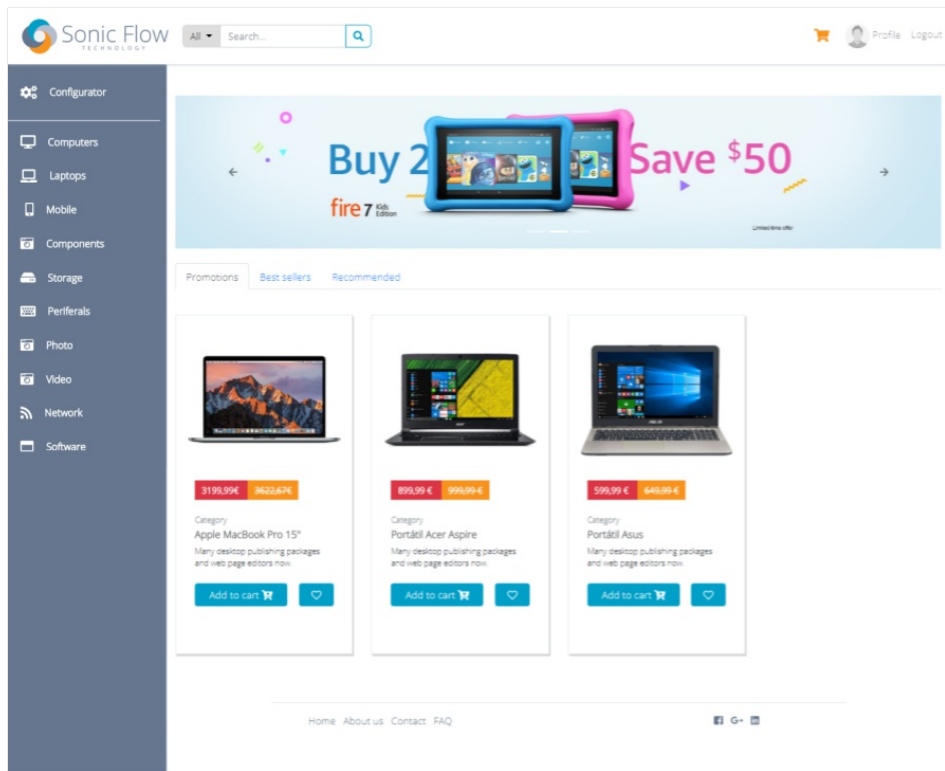 Sonic Flow
TECHNOLOGY
All
Search...
Profile
Logout
Configurator
Computers
Laptops
Mobile
Components
Storage
Periferals
Photo
Video
Network
Software
Buy 2
Save $50
fire 7 Kids Edition
Limited time offer
Promotions
Best sellers
Recommended
3199,99€ 3622,67€
Category
Apple MacBook Pro 15"
Many desktop publishing packages
and web page editors now.
Add to cart
899,99 € 999,99 €
Category
Portátil Acer Aspire
Many desktop publishing packages
and web page editors now.
Add to cart
599,99 € 649,99 €
Category
Portátil Asus
Many desktop publishing packages
and web page editors now.
Add to cart
Home About us Contact FAQ